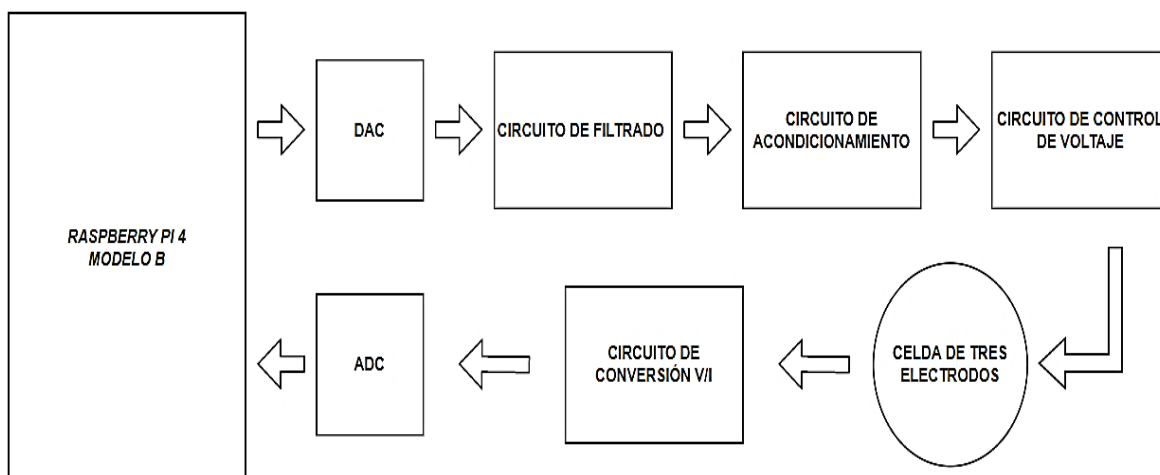 DAC
CIRCUITO DE FILTRADO
CIRCUITO DE
ACONDICIONAMIENTO
CIRCUITO DE CONTROL
DE VOLTAJE
RASPBERRY PI 4
MODELO B
ADC
CIRCUITO DE
CONVERSIÓN V/I
CELDA DE TRES
ELECTRODOS